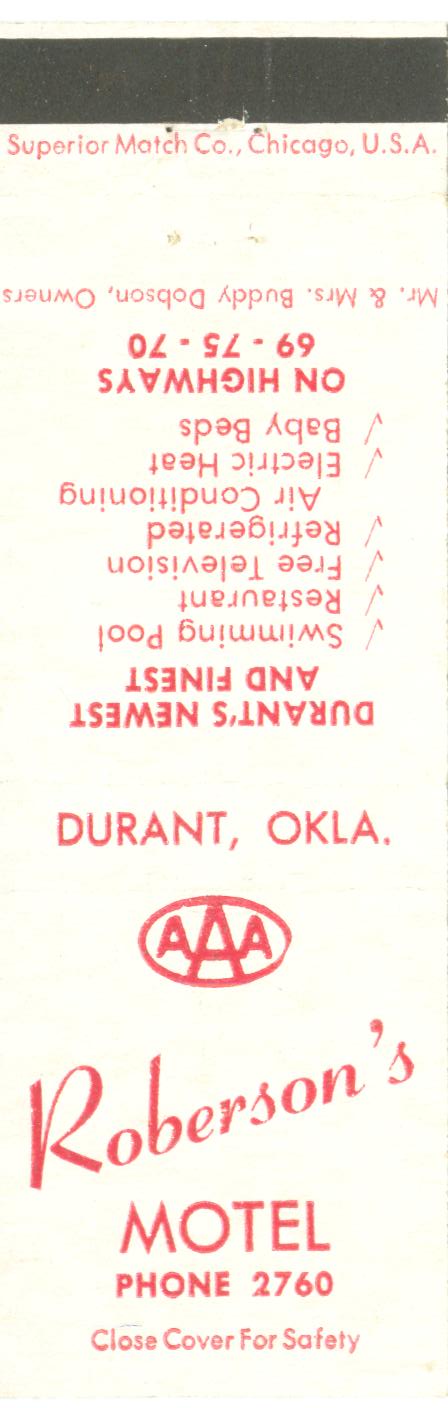 Superior Match Co., Chicago, U.S.A.
DURANT'S NEWEST
AND FINEST
✓ Swimming Pool
✓ Restaurant
✓ Free Television
✓ Refrigerated
Air Conditioning
✓ Electric Heat
✓ Baby Beds
ON HIGHWAYS
69 - 75 - 70
Mr. & Mrs. Buddy Dobson, Owners
DURANT, OKLA.
AAA
Roberson's
MOTEL
PHONE 2760
Close Cover For Safety